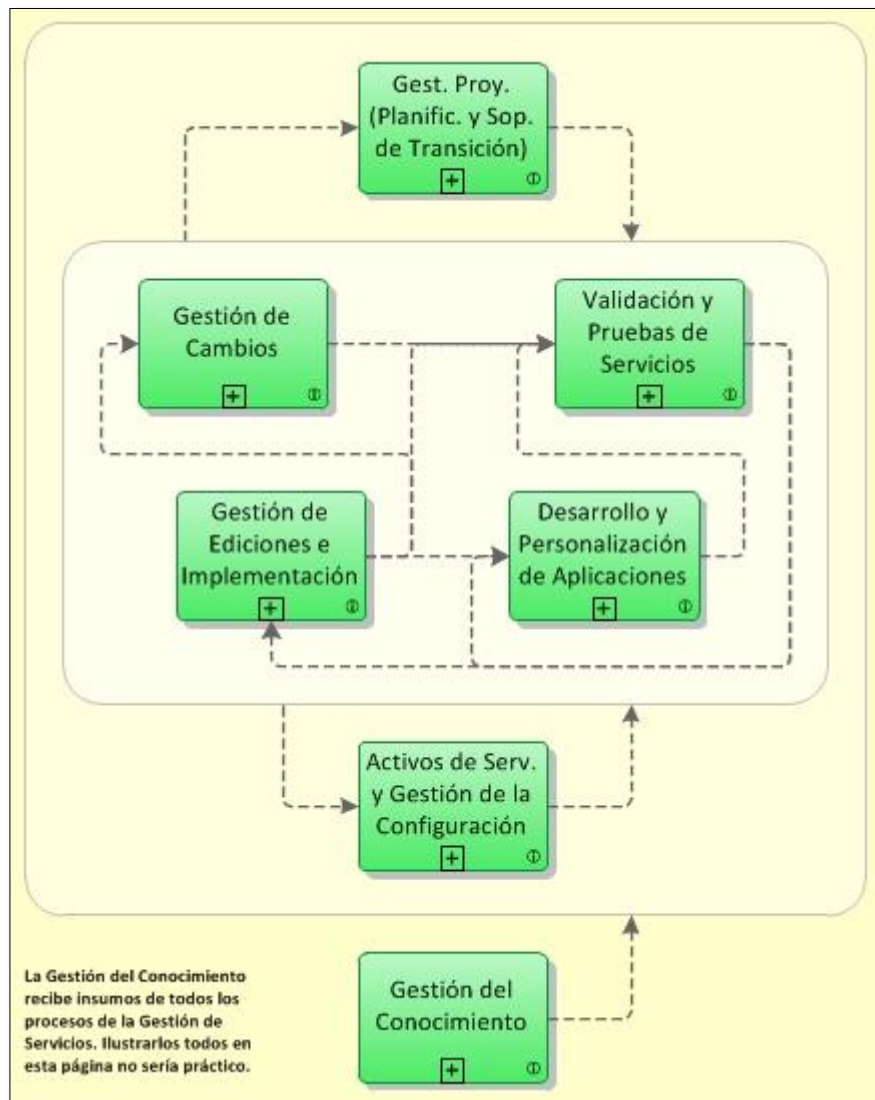 Gest. Proy.
(Planific. y Sop.
de Transición)
Gestión de
Cambios
Validación y
Pruebas de
Servicios
Gestión de
Ediciones e
Implementación
Desarrollo y
Personalización
de Aplicaciones
Activos de Serv.
y Gestión de la
Configuración
La Gestión del Conocimiento
recibe insumos de todos los
procesos de la Gestión de
Servicios. Ilustrarlos todos en
esta página no sería práctico.
Gestión del
Conocimiento